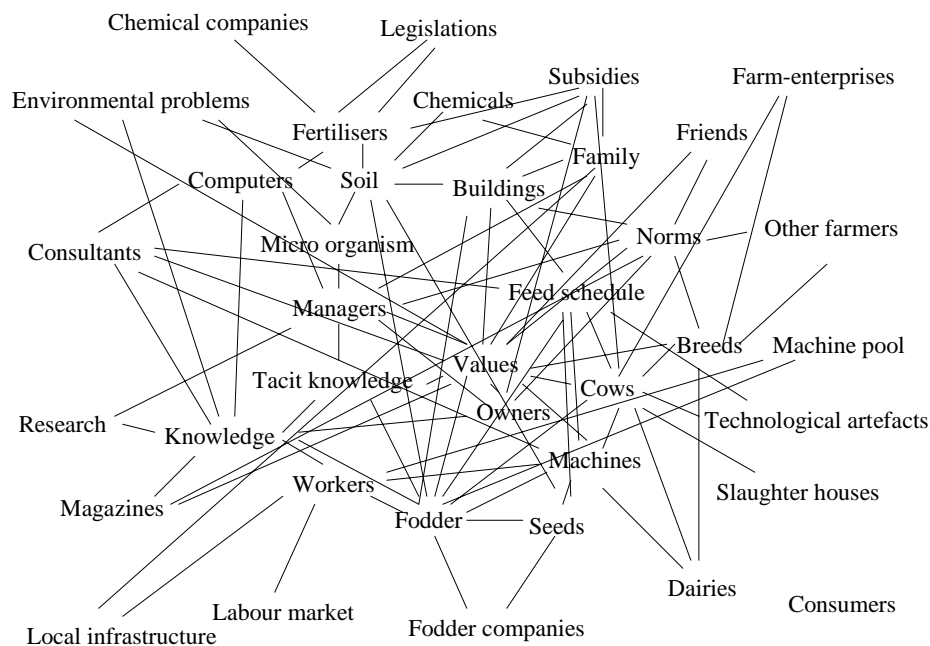 Chemical companies
Legislations
Subsidies
Farm-enterprises
Environmental problems
Chemicals
Fertilisers
Friends
Family
Computers
Soil
Buildings
Other farmers
Norms
Micro organism
Consultants
Feed schedule
Managers
Breeds
Machine pool
Values
Tacit knowledge
Cows
Owners
Technological artefacts
Research
Knowledge
Machines
Workers
Slaughter houses
Magazines
Fodder
Seeds
Dairies
Consumers
Labour market
Fodder companies
Local infrastructure